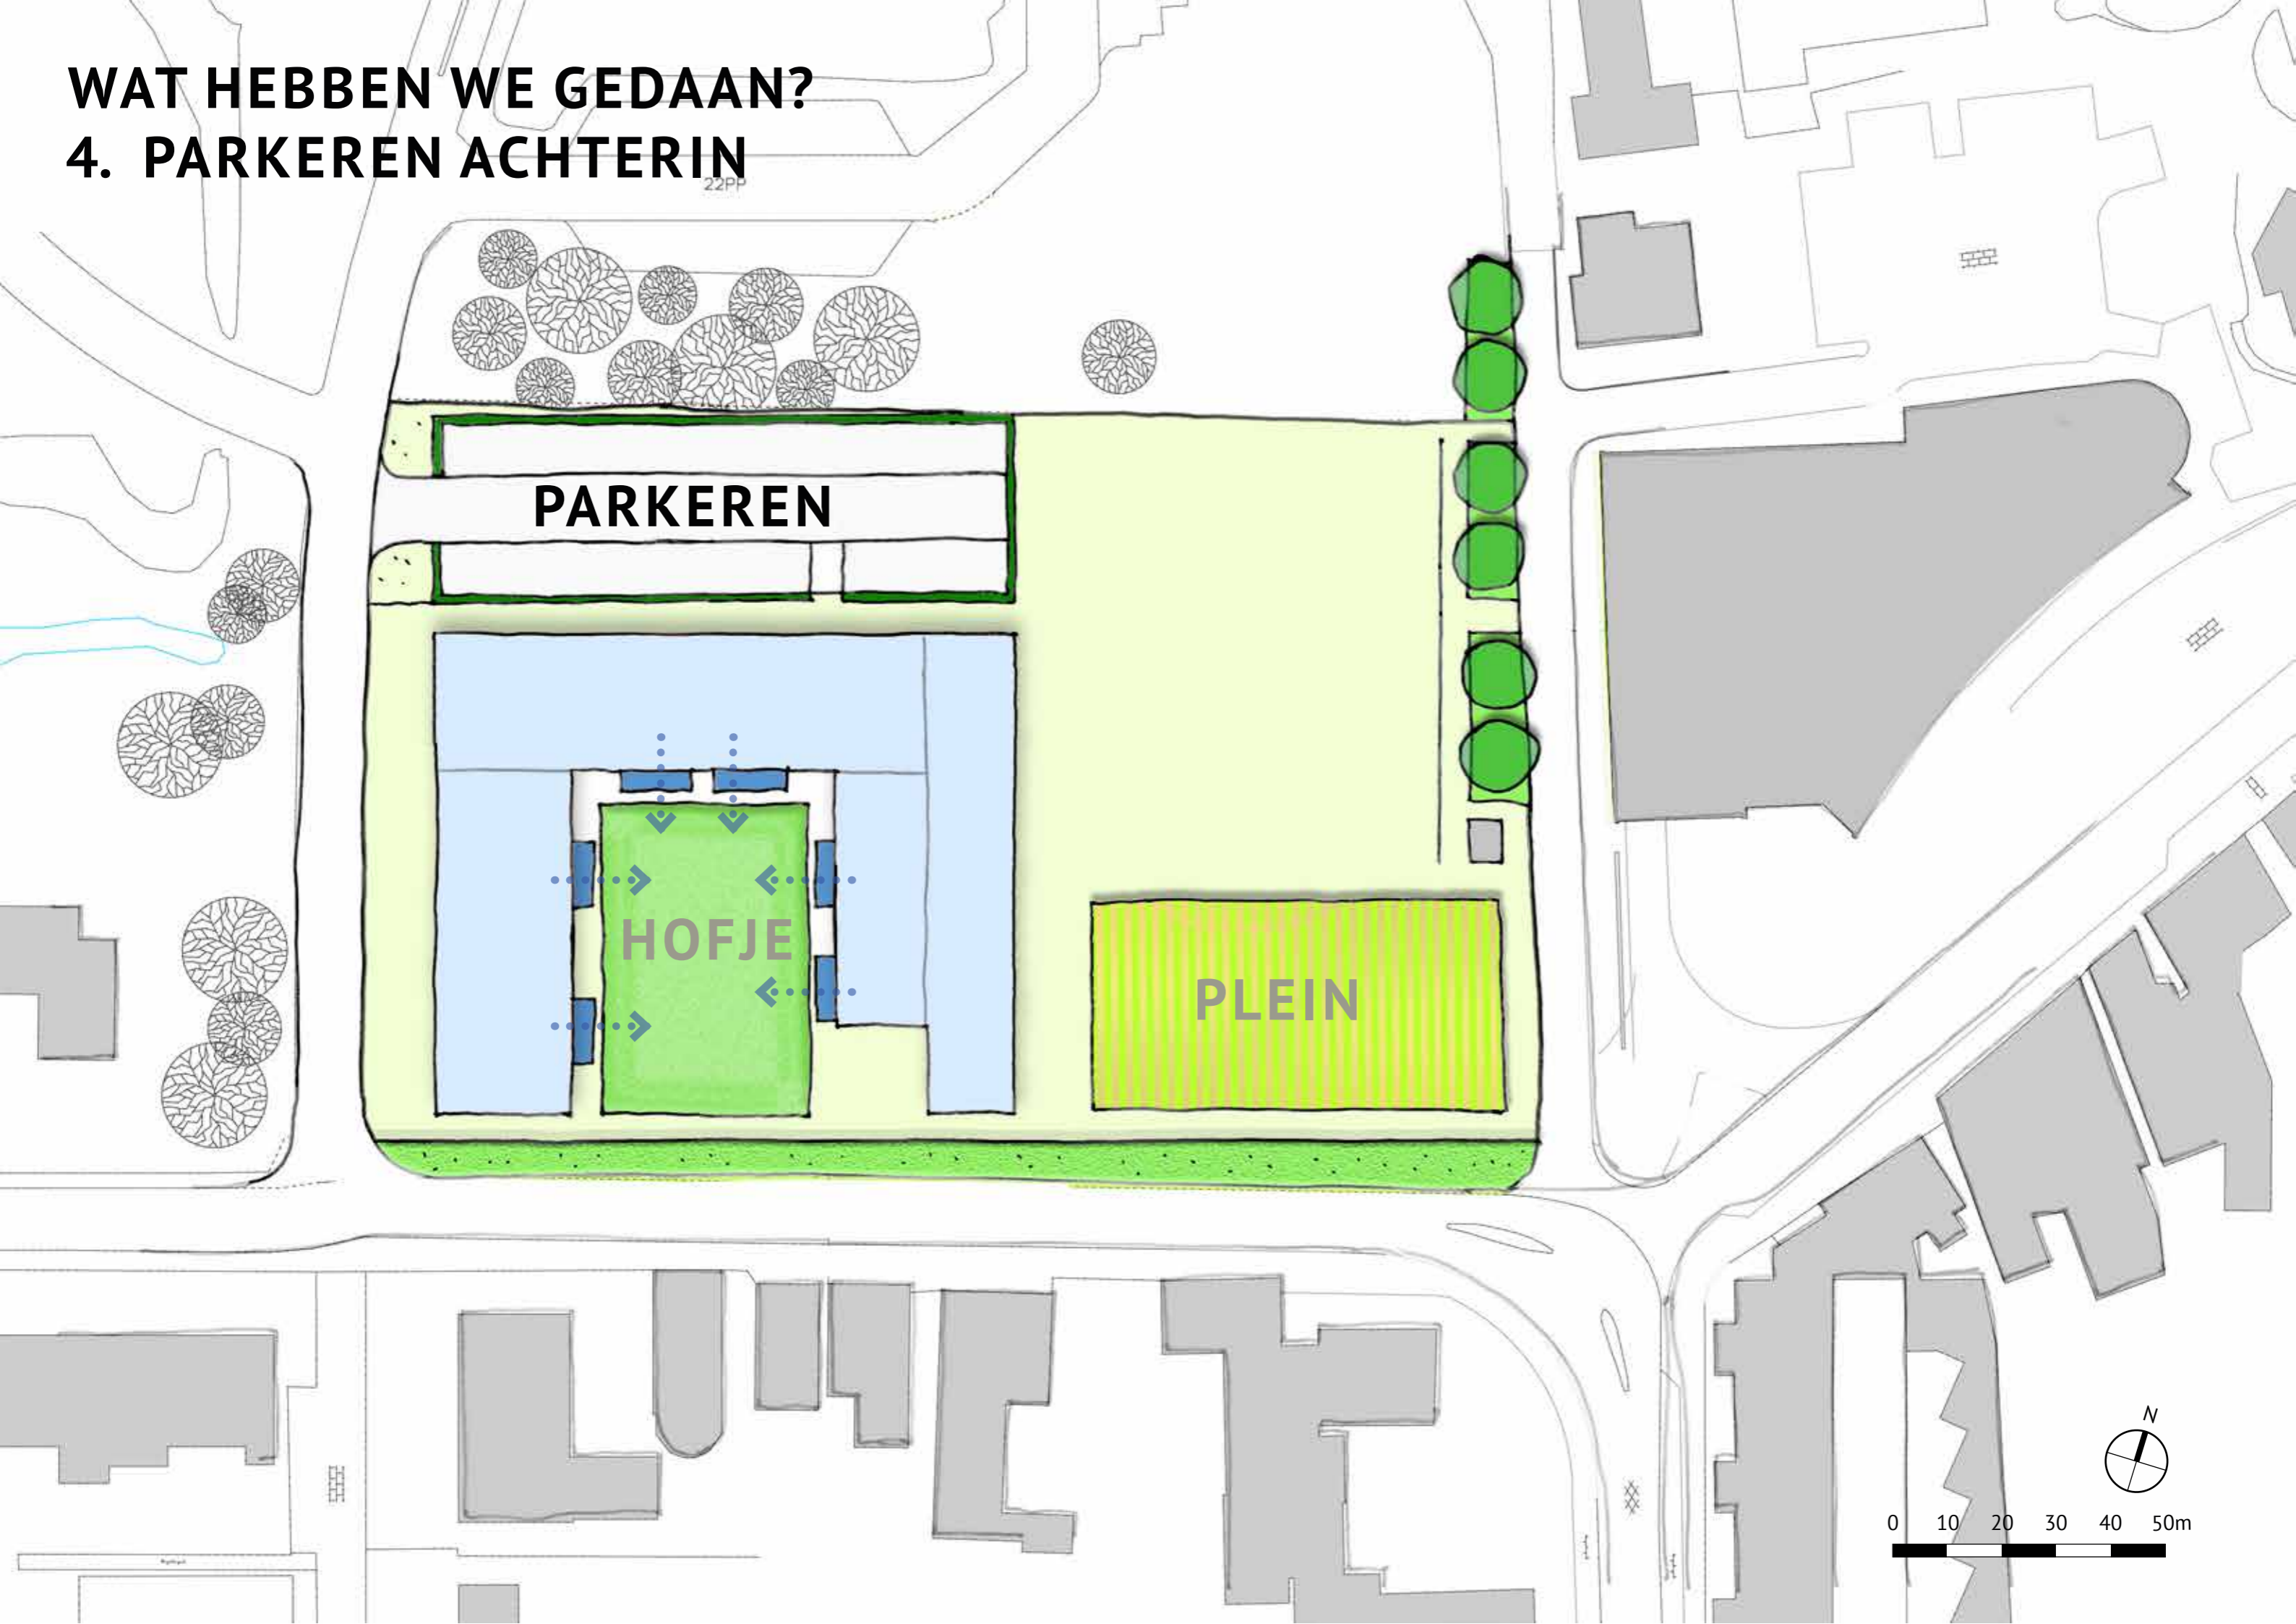 WAT HEBBEN WE GEDAAN?
4. PARKEREN ACHTERIN
22PP
PARKEREN
HOFJE
PLEIN
N
0 10 20 30 40 50m